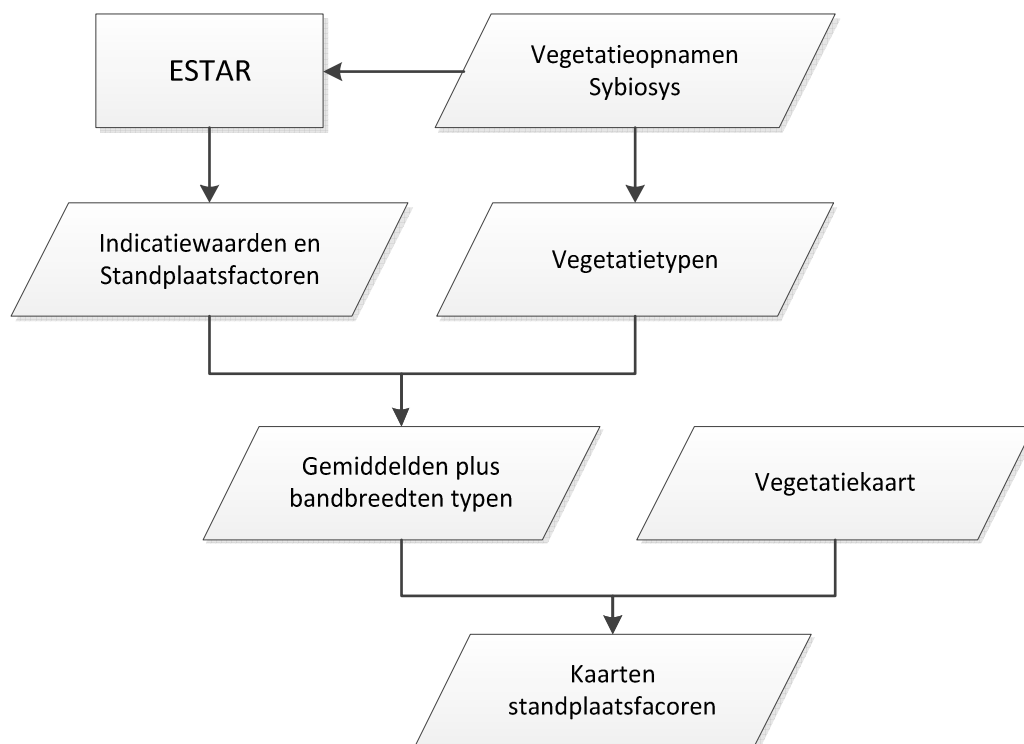 ESTAR
Vegetatieopnamen
Sybiosys
Indicatiewaarden en
Standplaatsfactoren
Vegetatietypen
Gemiddelden plus
bandbreedten typen
Vegetatiekaart
Kaarten
standplaatsfacoren